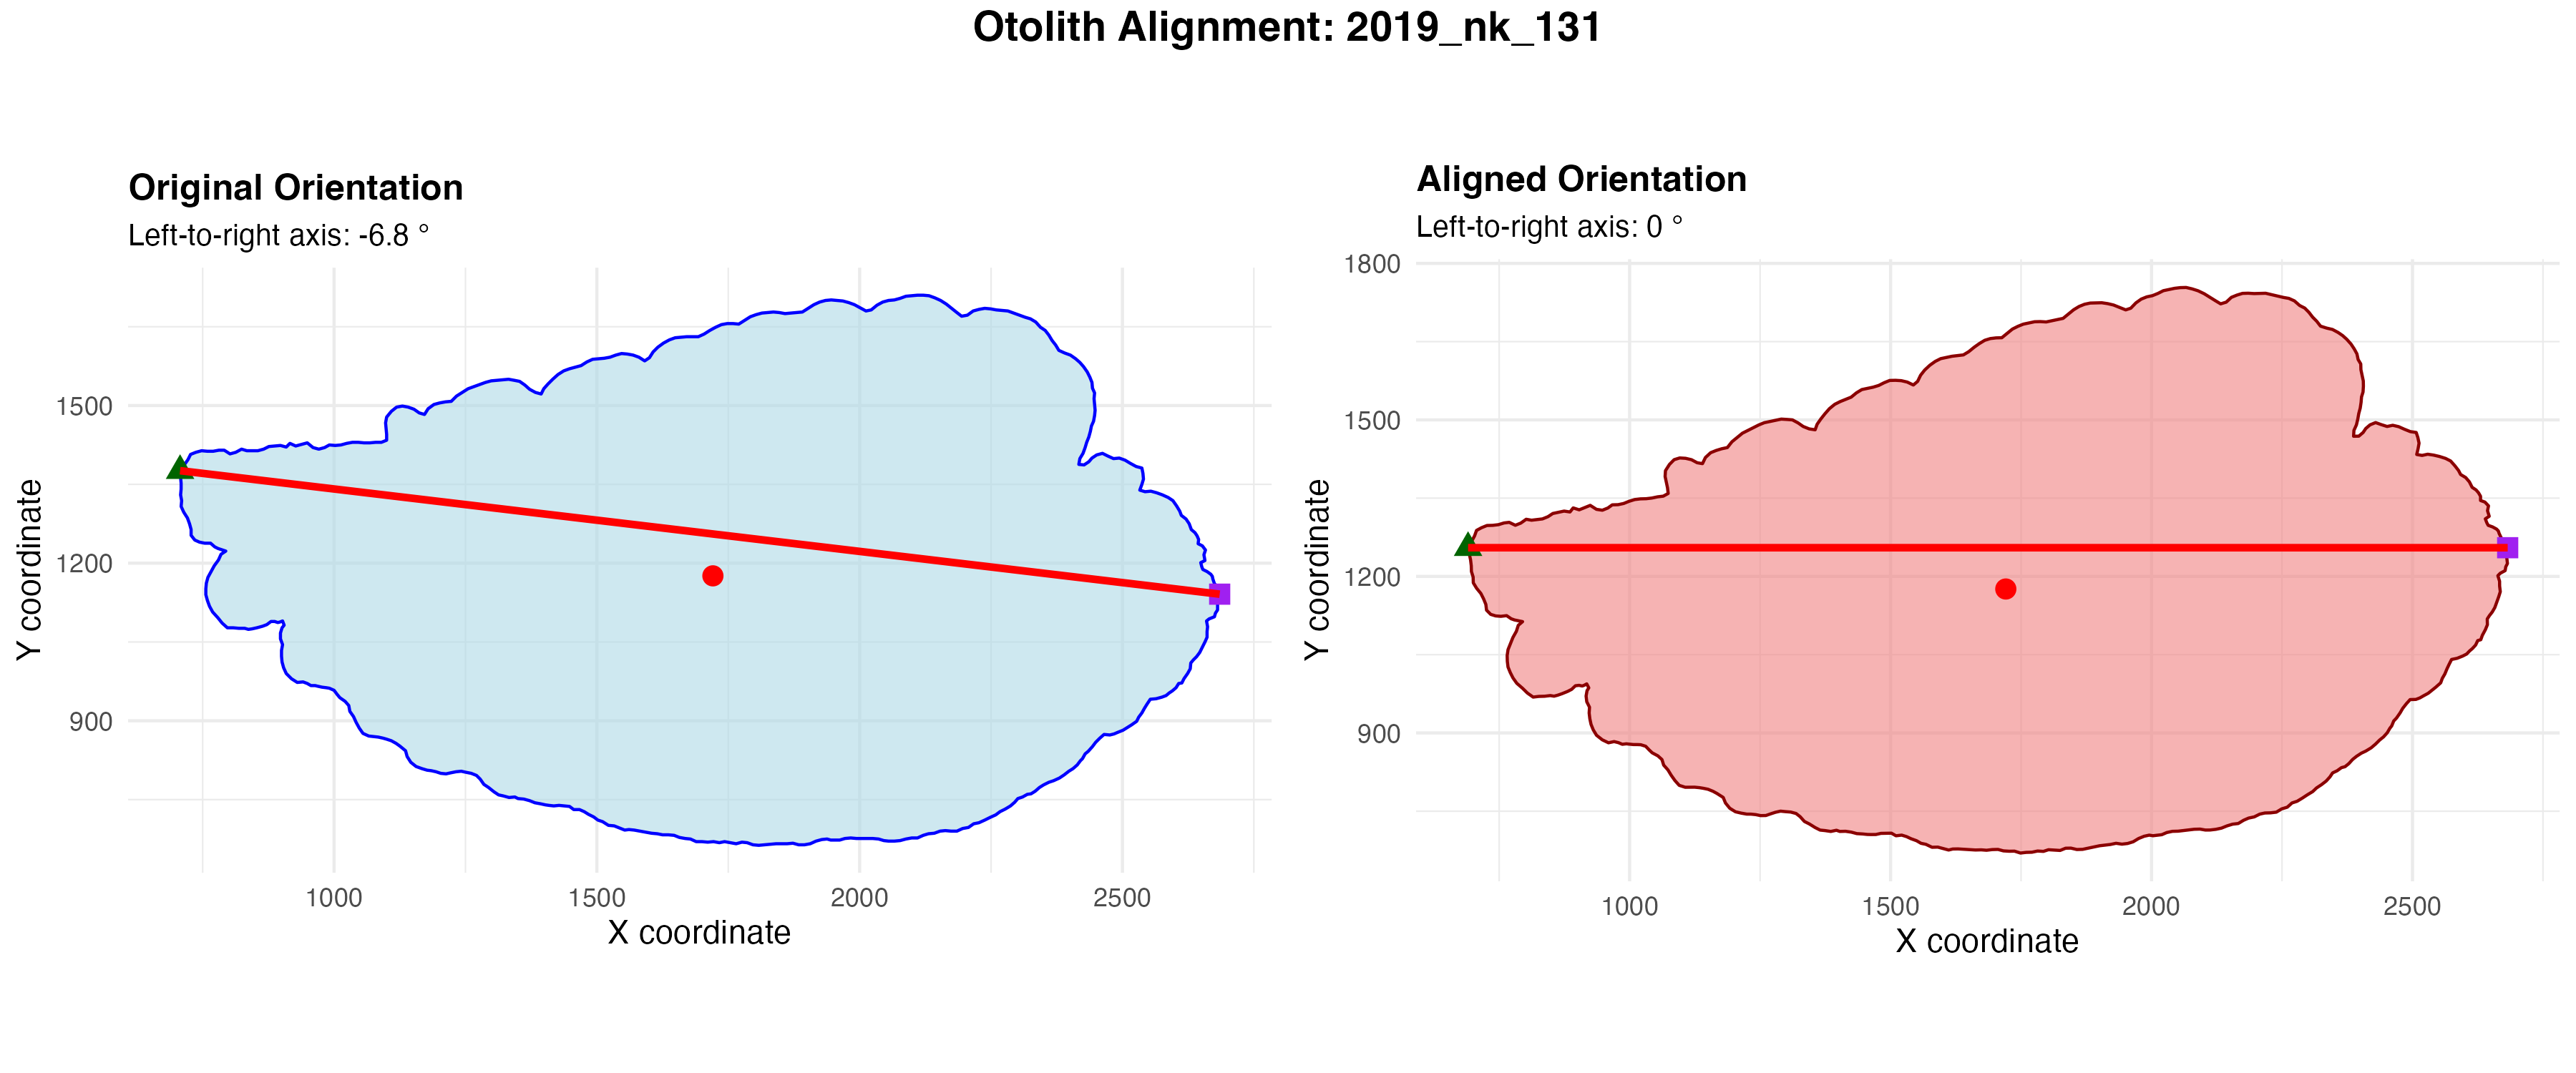 Otolith Alignment: 2019_nk_131
Original Orientation
Left-to-right axis: -6.8 °
1500
1200
900
Y coordinate
1000 1500 2000 2500
X coordinate
Aligned Orientation
Left-to-right axis: 0 °
1800
1500
1200
900
Y coordinate
1000 1500 2000 2500
X coordinate